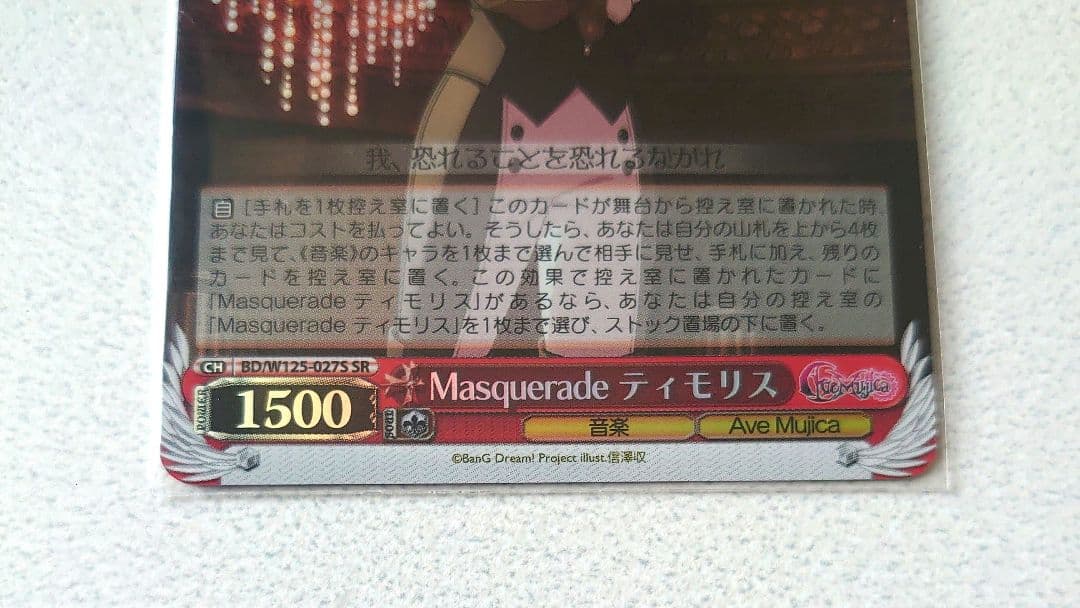 我、恐れることを恐れるなかれ
自 [手札を1枚控え室に置く] このカードが舞台から控え室に置かれた時、
あなたはコストを払ってよい。そうしたら、あなたは自分の山札を上から4枚
まで見て、《音楽》のキャラを1枚まで選んで相手に見せ、手札に加え、残りの
カードを控え室に置く。この効果で控え室に置かれたカードに
「Masquerade ティモリス」があるなら、あなたは自分の控え室の
「Masquerade ティモリス」を1枚まで選び、ストック置場の下に置く。
CH BD/W125-027S SR
Masquerade ティモリス
Ave Mujica
POWER 1500
SOUL
音楽
Ave Mujica
©BanG Dream! Project illust.信澤収